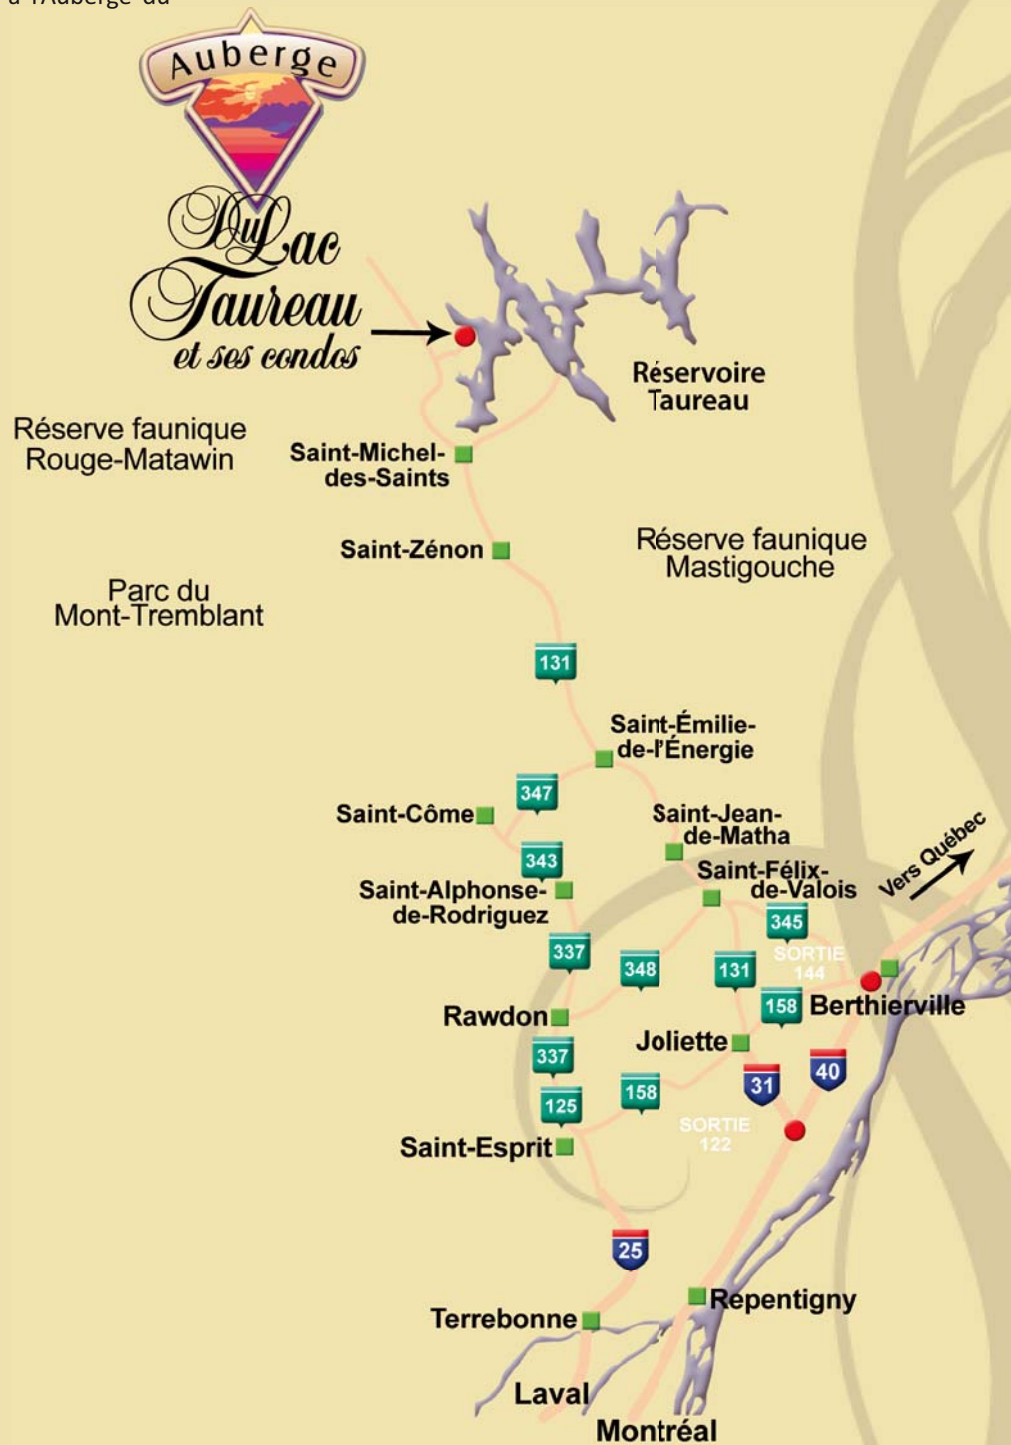 à l'Auberge du
Auberge
Du Lac
Taureau
et ses condos
Réservoire
Taureau
Réserve faunique
Rouge-Matawin
Saint-Michel-
des-Saints
Saint-Zénon
Réserve faunique
Mastigouche
Parc du
Mont-Tremblant
131
Saint-Émilie-
de-l'Énergie
347
Saint-Côme
Saint-Jean-
de-Matha
343
Saint-Alphonse-
de-Rodriguez
Saint-Félix-
de-Valois
Vers Québec
345
337
348
131
SORTIE
144
158
Berthierville
Rawdon
Joliette
337
31
40
125
158
SORTIE
122
Saint-Esprit
25
Repentigny
Terrebonne
Laval
Montréal